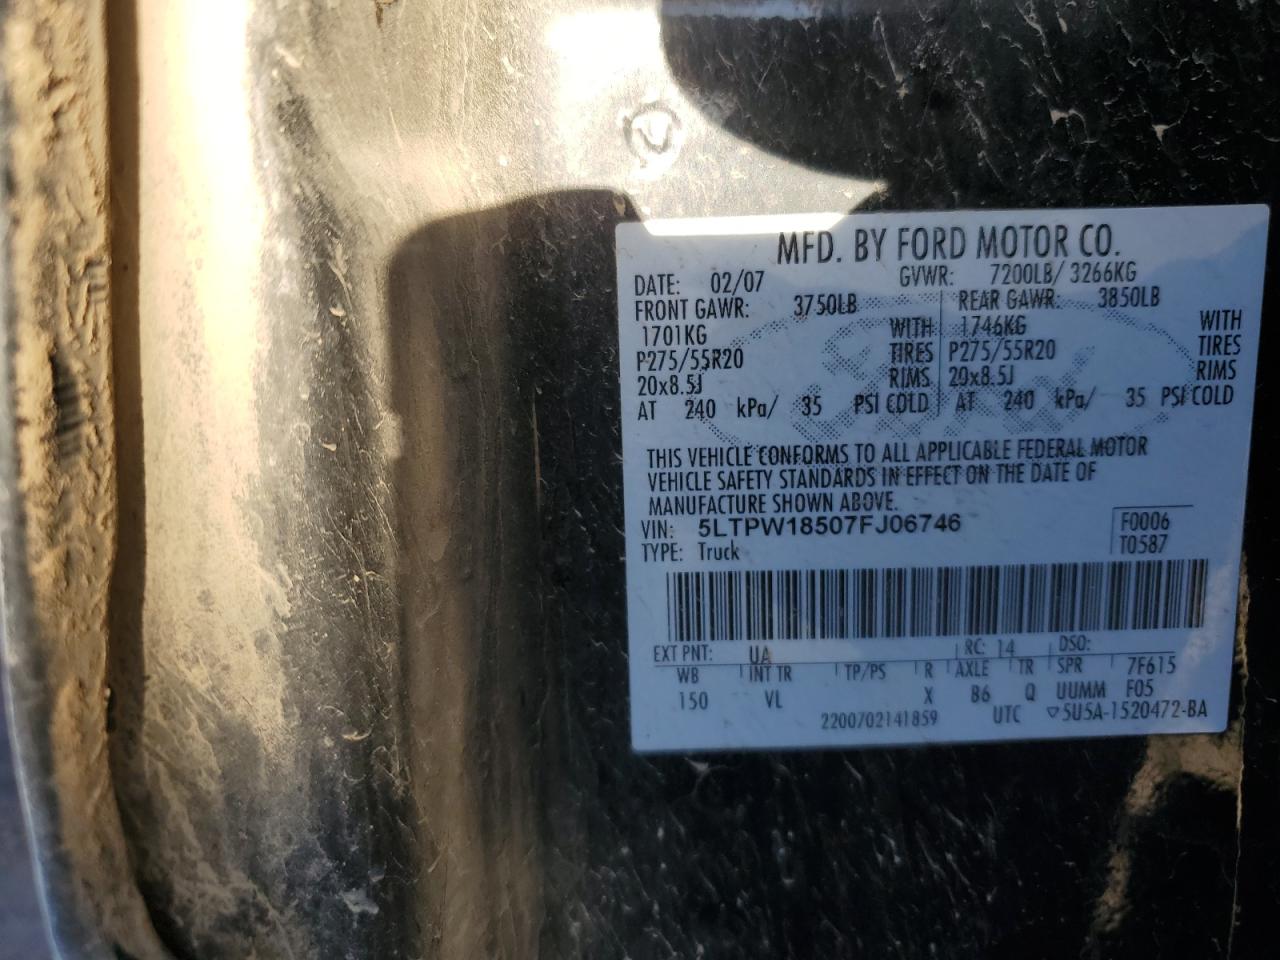 MFD. BY FORD MOTOR CO.
DATE: 02/07 GVWR: 7200LB/ 3266KG
FRONT GAWR: 3750LB REAR GAWR: 3850LB
1701KG WITH 1746KG WITH
P275/55R20 TIRES P275/55R20 TIRES
20x8.5J RIMS 20x8.5J RIMS
AT 240 kPa/ 35 PSI COLD AT 240 kPa/ 35 PSI COLD
THIS VEHICLE CONFORMS TO ALL APPLICABLE FEDERAL MOTOR
VEHICLE SAFETY STANDARDS IN EFFECT ON THE DATE OF
MANUFACTURE SHOWN ABOVE.
VIN: 5LTPW18507FJ06746 F0006
TYPE: Truck T0587
EXT PNT: UA RC: 14 DSO:
WB INT TR TP/PS R AXLE TR SPR 7F615
150 VL X B6 Q UUMM F05
2200702141859 UTC ▽5U5A-1520472-BA